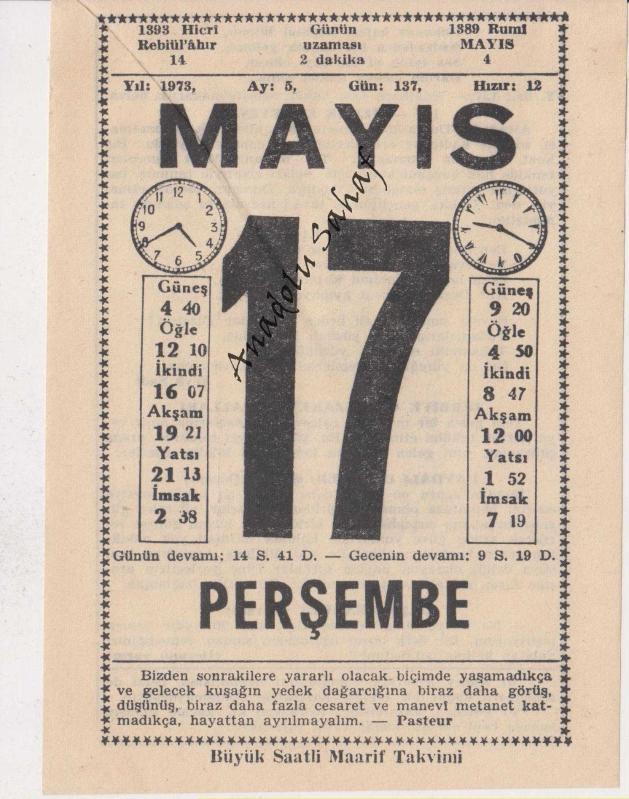 1393 Hicrî
Rebiül'âhır
14
Günün
uzaması
2 dakika
1389 Rumî
MAYIS
4
Yıl: 1973, Ay: 5, Gün: 137, Hızır: 12
MAYIS
17
Güneş
4 40
Öğle
12 10
İkindi
16 07
Akşam
19 21
Yatsı
21 13
İmsak
2 38
Güneş
9 20
Öğle
4 50
İkindi
8 47
Akşam
12 00
Yatsı
1 52
İmsak
7 19
Anadolu Sahaf
Günün devamı: 14 S. 41 D. — Gecenin devamı: 9 S. 19 D.
PERŞEMBE
Bizden sonrakilere yararlı olacak biçimde yaşamadıkça
ve gelecek kuşağın yedek dağarcığına biraz daha görüş,
düşünüş, biraz daha fazla cesaret ve manevî metanet kat-
madıkça, hayattan ayrılmayalım. — Pasteur
Büyük Saatli Maarif Takvimi